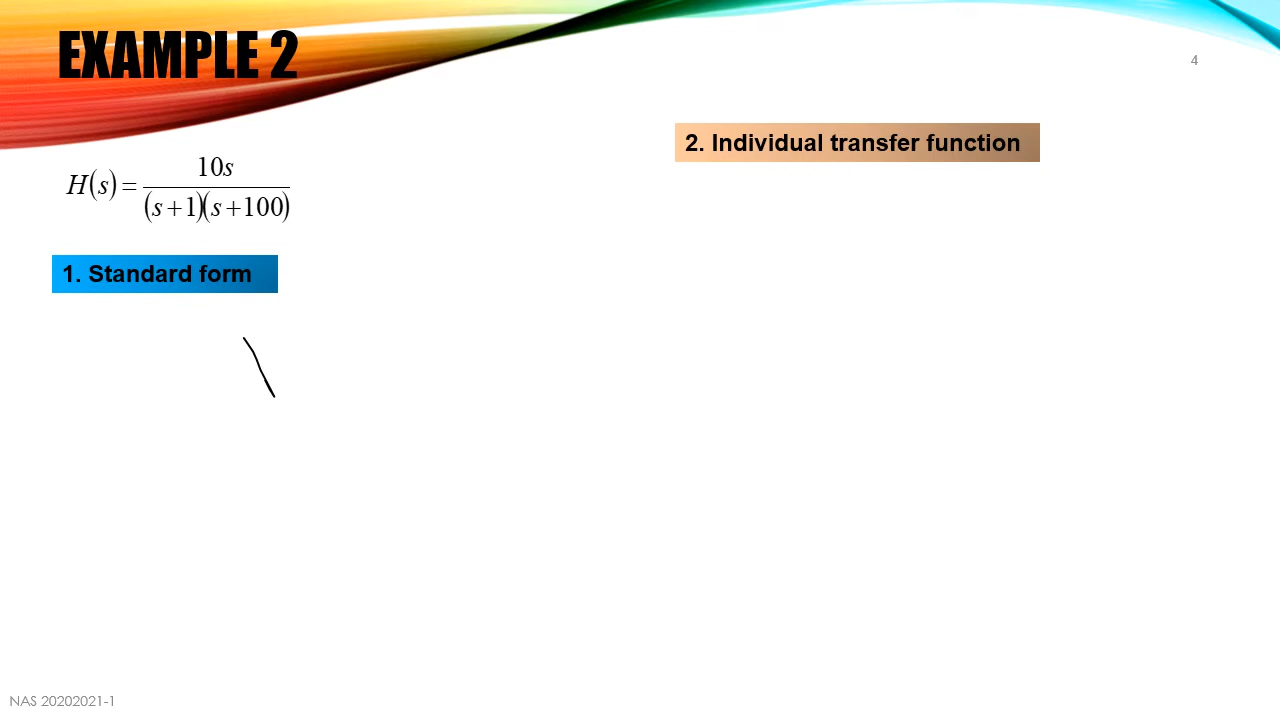 EXAMPLE 2
4
H(s) = 10s / (s+1)(s+100)
1. Standard form
2. Individual transfer function
NAS 20202021-1